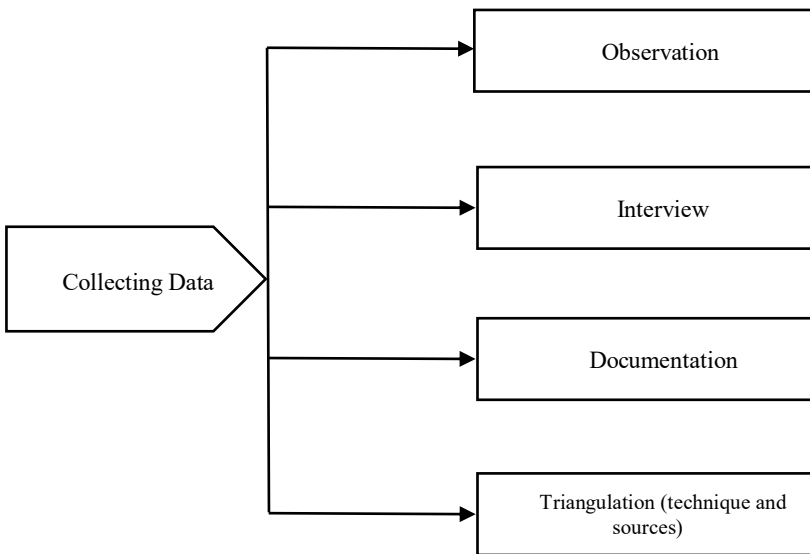 Observation
Interview
Collecting Data
Documentation
Triangulation (technique and
sources)